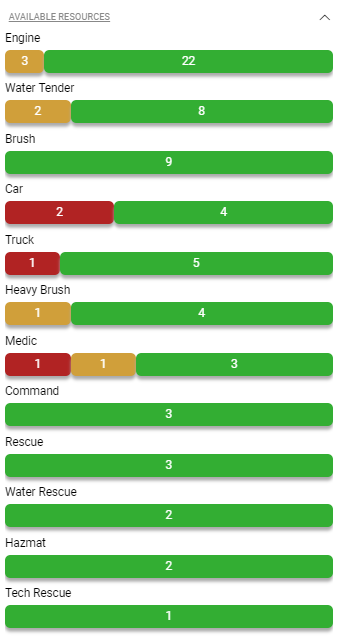 AVAILABLE RESOURCES
Engine
3 22
Water Tender
2 8
Brush
9
Car
2 4
Truck
1 5
Heavy Brush
1 4
Medic
1 1 3
Command
3
Rescue
3
Water Rescue
2
Hazmat
2
Tech Rescue
1